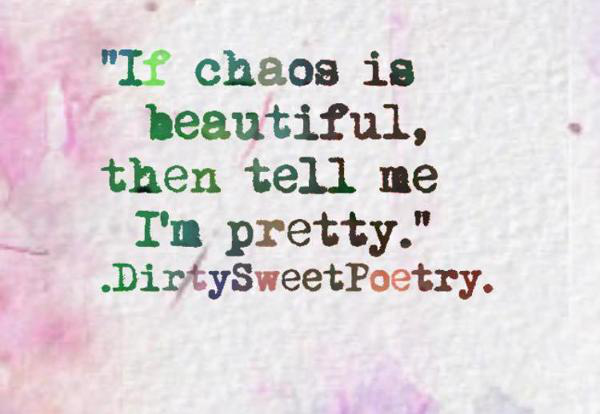 "If chaos is
beautiful,
then tell me
I'm pretty."
.DirtySweetPoetry.